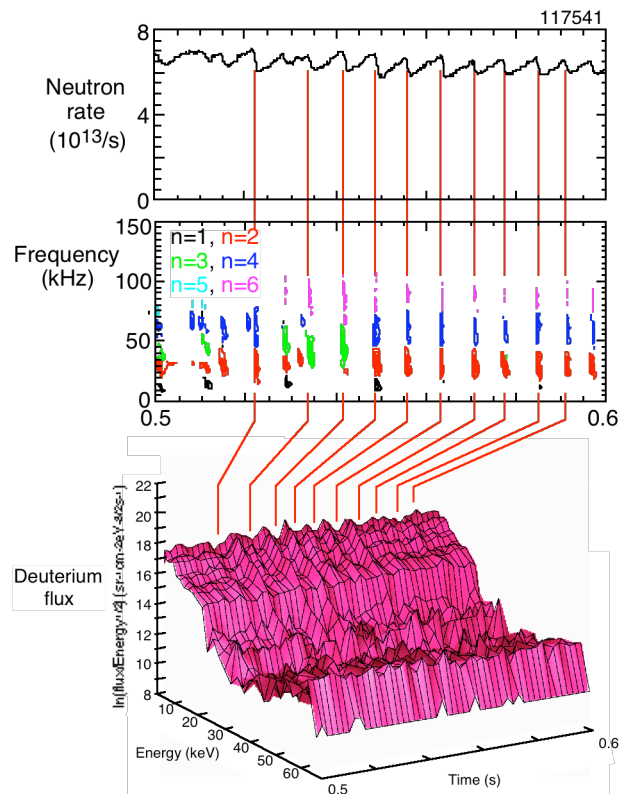 117541
8
Neutron
rate
(10¹³/s)
4
0
150
Frequency
(kHz)
n=1, n=2
n=3, n=4
n=5, n=6
100
50
0
0.5
0.6
22
20
18
16
14
12
10
9
8
Deuterium
flux
10
20
30
40
50
60
Energy (keV)
0.5
Time (s)
0.6